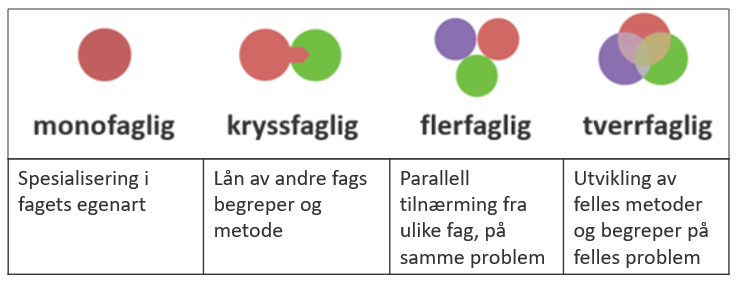 monofaglig
kryssfaglig
flerfaglig
tverrfaglig
Spesialisering i
fagets egenart
Lån av andre fags
begreper og
metode
Parallell
tilnærming fra
ulike fag, på
samme problem
Utvikling av
felles metoder
og begreper på
felles problem